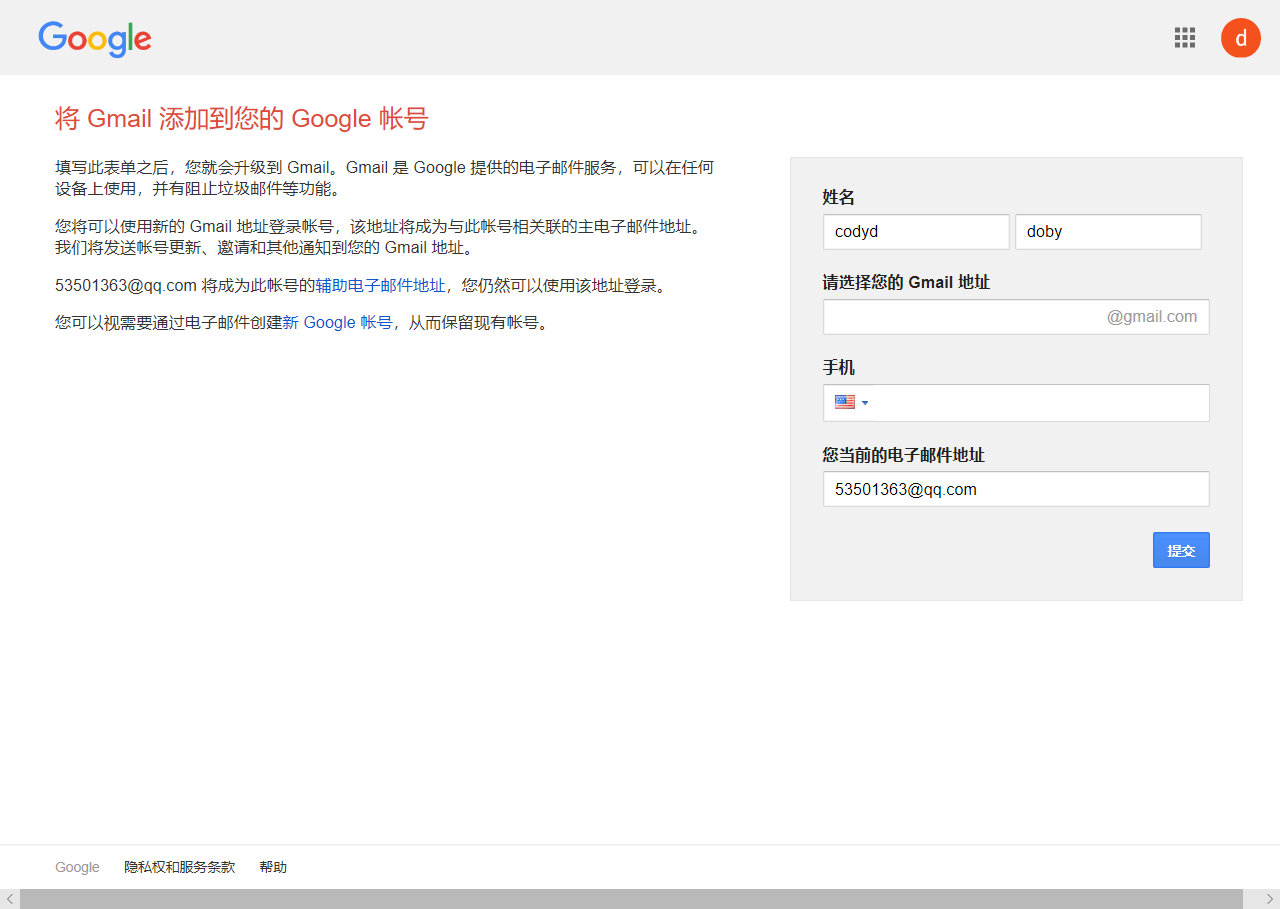 Google
d
将 Gmail 添加到您的 Google 帐号
填写此表单之后，您就会升级到 Gmail。Gmail 是 Google 提供的电子邮件服务，可以在任何
设备上使用，并有阻止垃圾邮件等功能。
您将可以使用新的 Gmail 地址登录帐号，该地址将成为与此帐号相关联的主电子邮件地址。
我们将发送帐号更新、邀请和其他通知到您的 Gmail 地址。
53501363@qq.com 将成为此帐号的辅助电子邮件地址，您仍然可以使用该地址登录。
您可以视需要通过电子邮件创建新 Google 帐号，从而保留现有帐号。
姓名
codyd
doby
请选择您的 Gmail 地址
@gmail.com
手机
您当前的电子邮件地址
53501363@qq.com
提交
Google 隐私权和服务条款 帮助